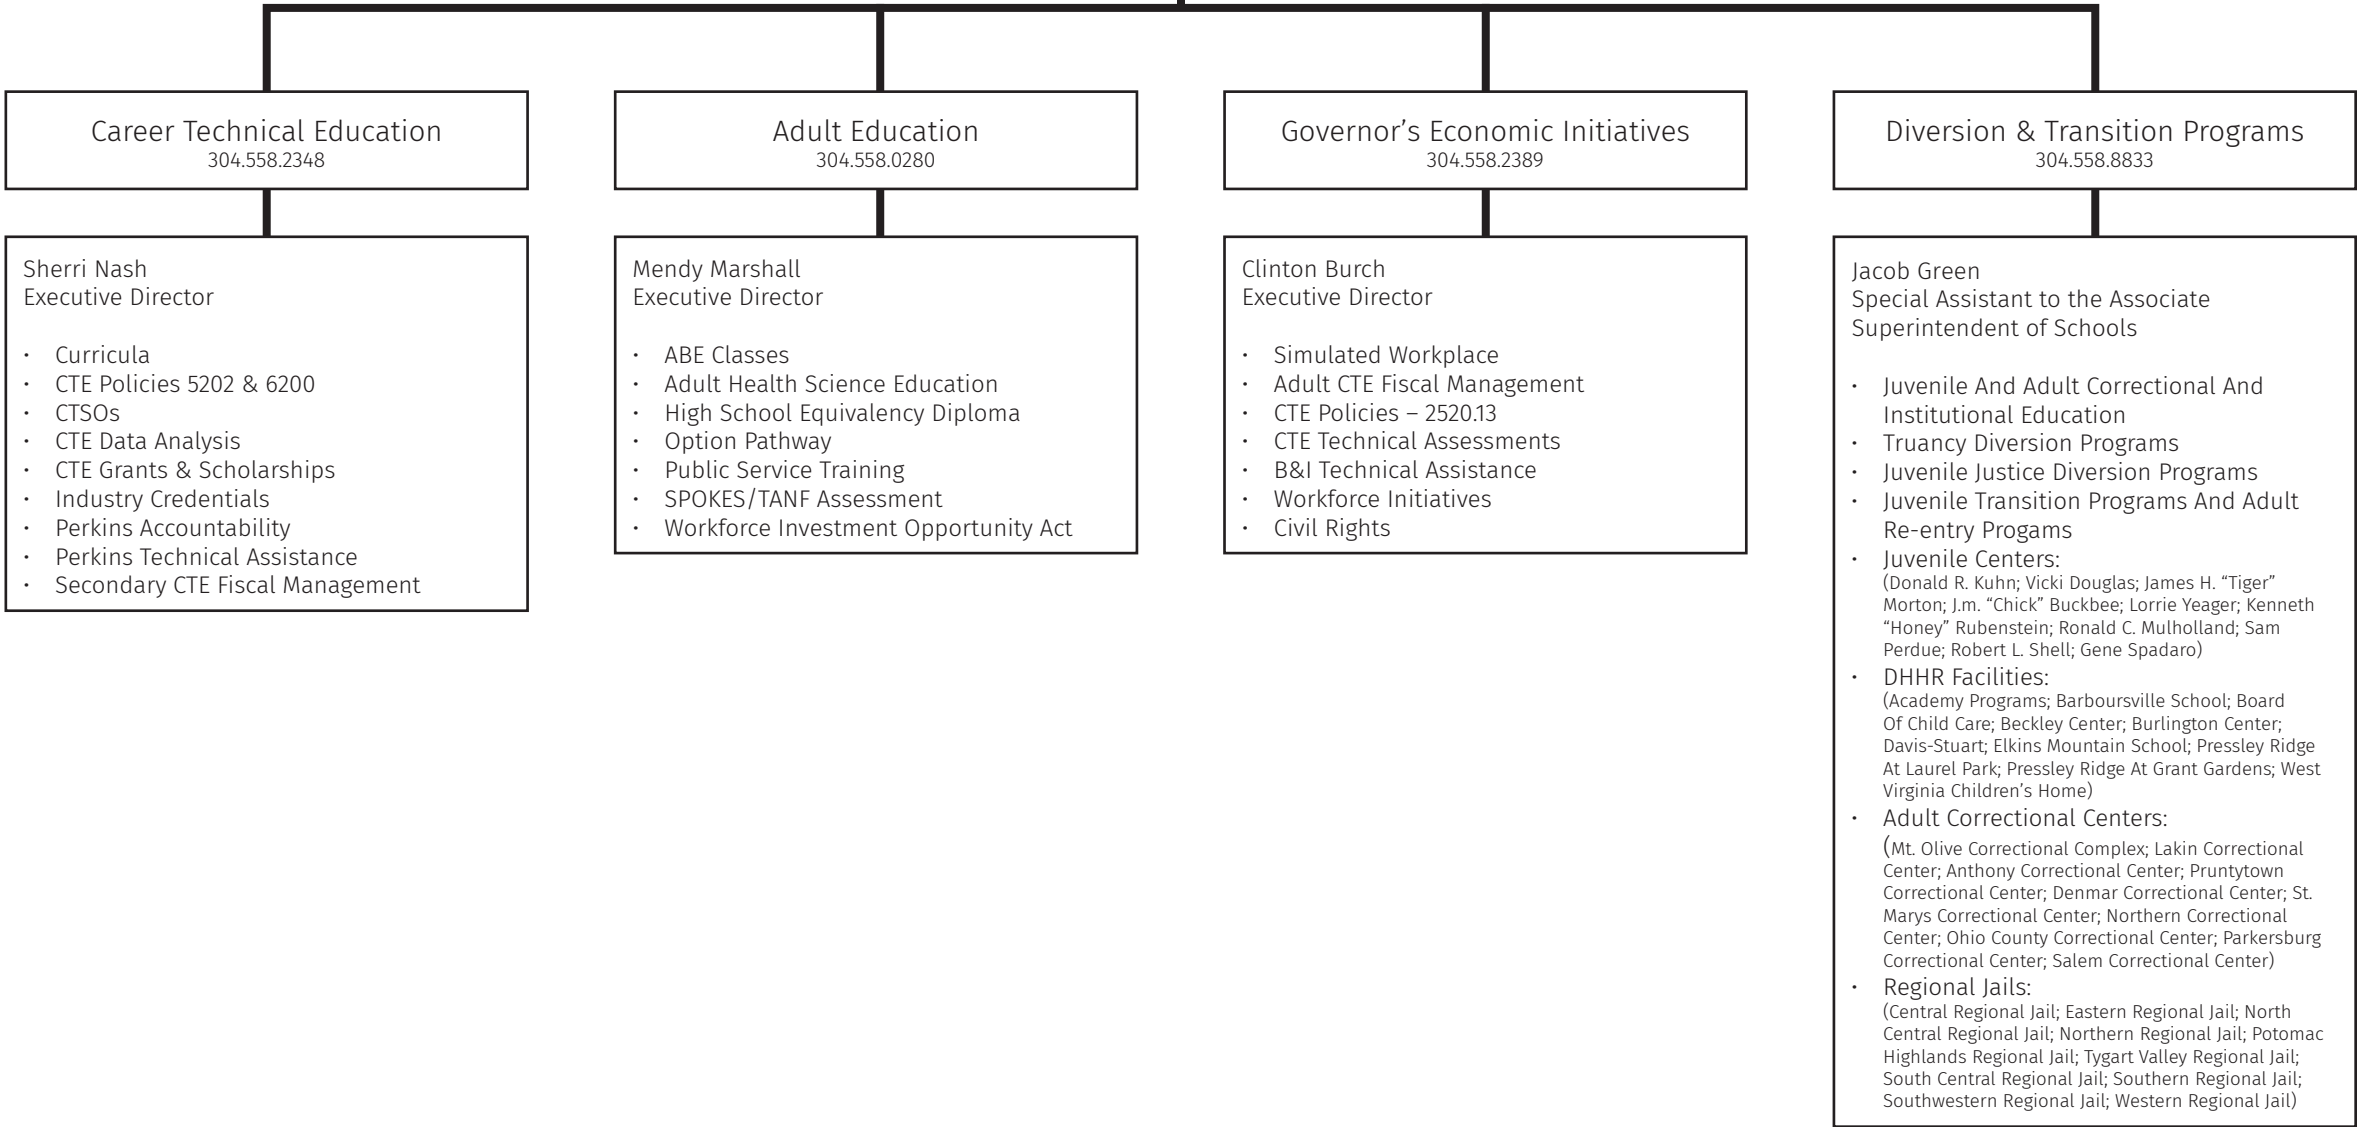 Career Technical Education
304.558.2348
Sherri Nash
Executive Director
• Curricula
• CTE Policies 5202 & 6200
• CTSOs
• CTE Data Analysis
• CTE Grants & Scholarships
• Industry Credentials
• Perkins Accountability
• Perkins Technical Assistance
• Secondary CTE Fiscal Management
Adult Education
304.558.0280
Mendy Marshall
Executive Director
• ABE Classes
• Adult Health Science Education
• High School Equivalency Diploma
• Option Pathway
• Public Service Training
• SPOKES/TANF Assessment
• Workforce Investment Opportunity Act
Governor’s Economic Initiatives
304.558.2389
Clinton Burch
Executive Director
• Simulated Workplace
• Adult CTE Fiscal Management
• CTE Policies – 2520.13
• CTE Technical Assessments
• B&I Technical Assistance
• Workforce Initiatives
• Civil Rights
Diversion & Transition Programs
304.558.8833
Jacob Green
Special Assistant to the Associate
Superintendent of Schools
• Juvenile And Adult Correctional And
Institutional Education
• Truancy Diversion Programs
• Juvenile Justice Diversion Programs
• Juvenile Transition Programs And Adult
Re-entry Progams
• Juvenile Centers:
(Donald R. Kuhn; Vicki Douglas; James H. “Tiger”
Morton; J.m. “Chick” Buckbee; Lorrie Yeager; Kenneth
“Honey” Rubenstein; Ronald C. Mulholland; Sam
Perdue; Robert L. Shell; Gene Spadaro)
• DHHR Facilities:
(Academy Programs; Barboursville School; Board
Of Child Care; Beckley Center; Burlington Center;
Davis-Stuart; Elkins Mountain School; Pressley Ridge
At Laurel Park; Pressley Ridge At Grant Gardens; West
Virginia Children’s Home)
• Adult Correctional Centers:
(Mt. Olive Correctional Complex; Lakin Correctional
Center; Anthony Correctional Center; Pruntytown
Correctional Center; Denmar Correctional Center; St.
Marys Correctional Center; Northern Correctional
Center; Ohio County Correctional Center; Parkersburg
Correctional Center; Salem Correctional Center)
• Regional Jails:
(Central Regional Jail; Eastern Regional Jail; North
Central Regional Jail; Northern Regional Jail; Potomac
Highlands Regional Jail; Tygart Valley Regional Jail;
South Central Regional Jail; Southern Regional Jail;
Southwestern Regional Jail; Western Regional Jail)